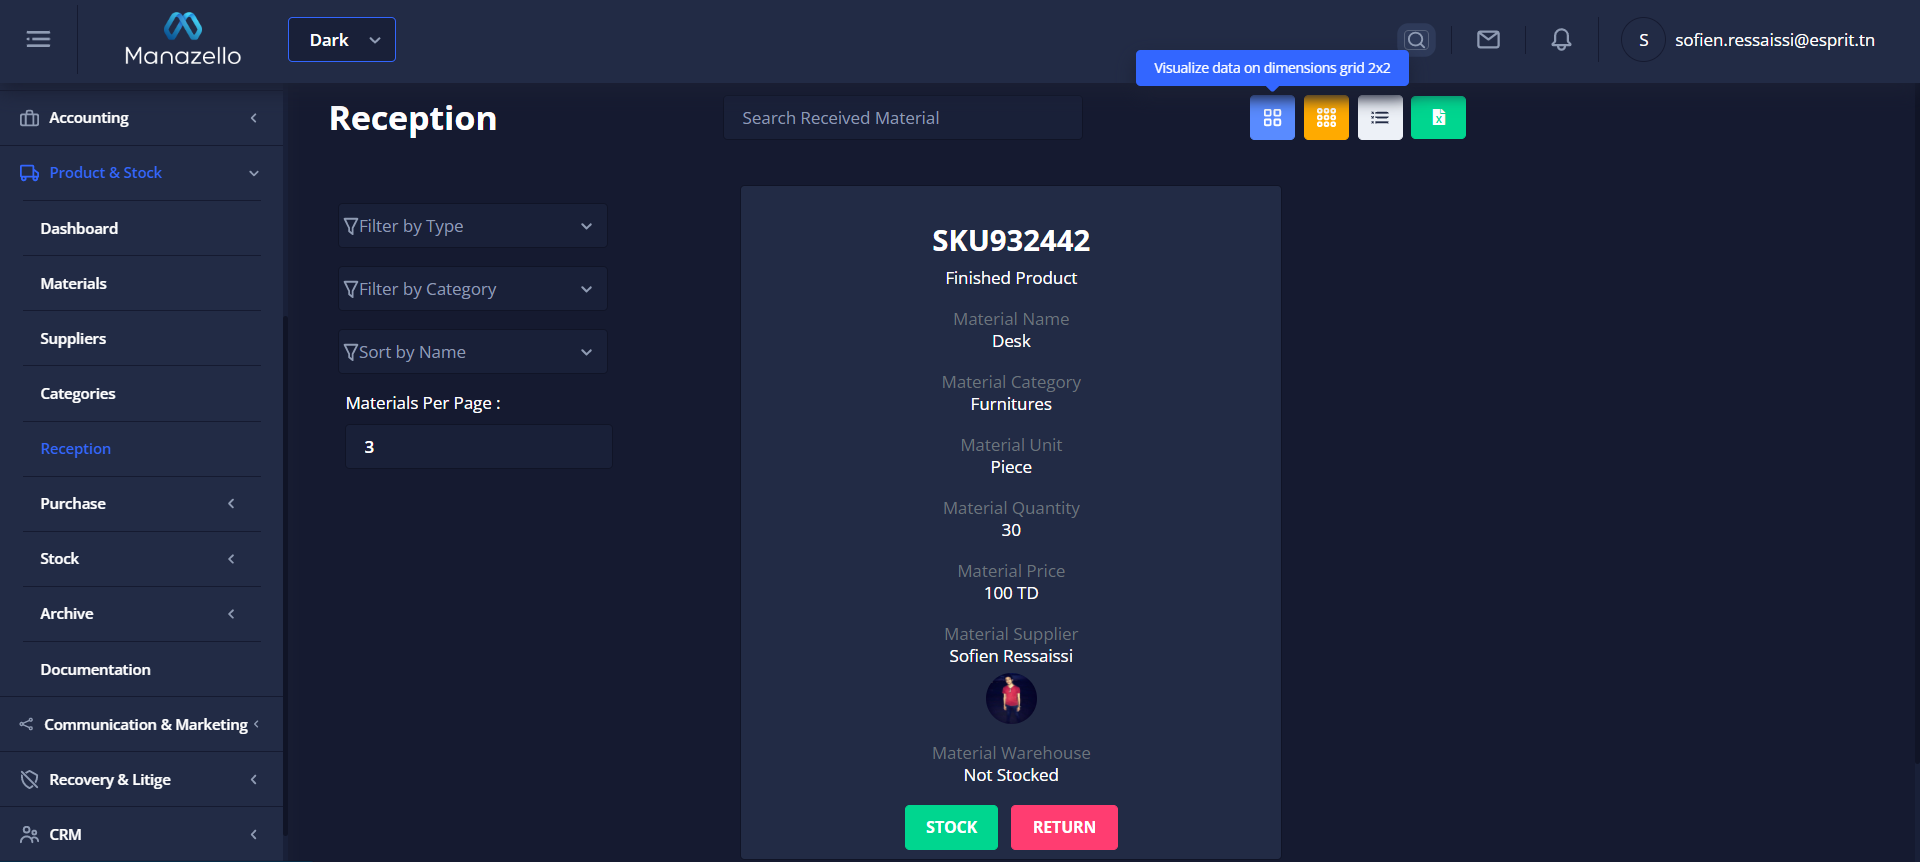 Manazello
Dark
S
sofien.ressaissi@esprit.tn
Visualize data on dimensions grid 2x2
Accounting
Product & Stock
Dashboard
Materials
Suppliers
Categories
Reception
Purchase
Stock
Archive
Documentation
Communication & Marketing
Recovery & Litige
CRM
Reception
Search Received Material
Filter by Type
Filter by Category
Sort by Name
Materials Per Page :
3
SKU932442
Finished Product
Material Name
Desk
Material Category
Furnitures
Material Unit
Piece
Material Quantity
30
Material Price
100 TD
Material Supplier
Sofien Ressaissi
Material Warehouse
Not Stocked
STOCK
RETURN